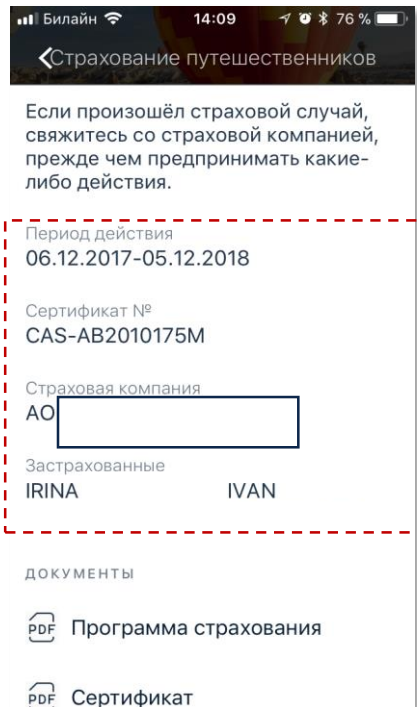 Билайн 14:09 76 %
Страхование путешественников
Если произошёл страховой случай,
свяжитесь со страховой компанией,
прежде чем предпринимать какие-
либо действия.
Период действия
06.12.2017-05.12.2018
Сертификат №
CAS-AB2010175M
Страховая компания
АО
Застрахованные
IRINA IVAN
ДОКУМЕНТЫ
PDF Программа страхования
PDF Сертификат